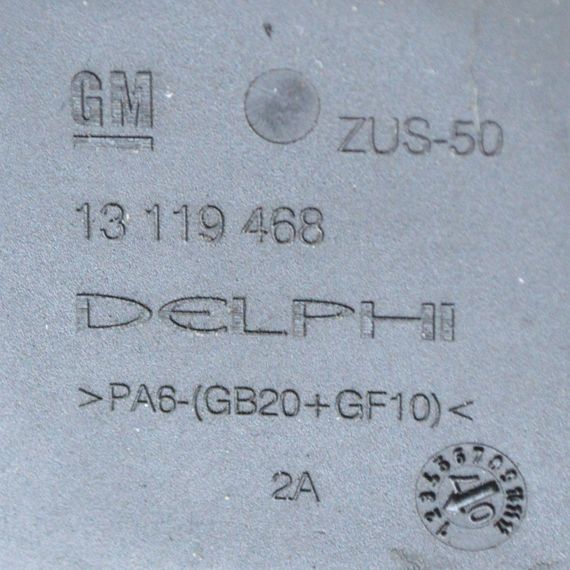 GM
ZUS-50
13 119 468
DELPHI
>PA6-(GB20+GF10)<
2A